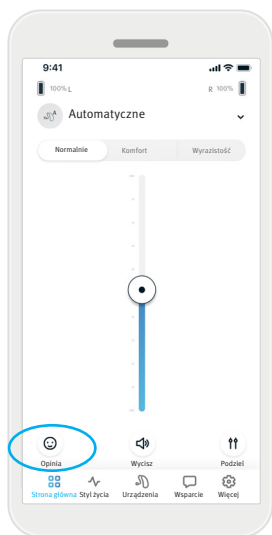 9:41
100% L R 100%
Automatyczne
Normalnie Komfort Wyrazistość
Opinia Wycisz Podziel
Strona główna Styl życia Urządzenia Wsparcie Więcej